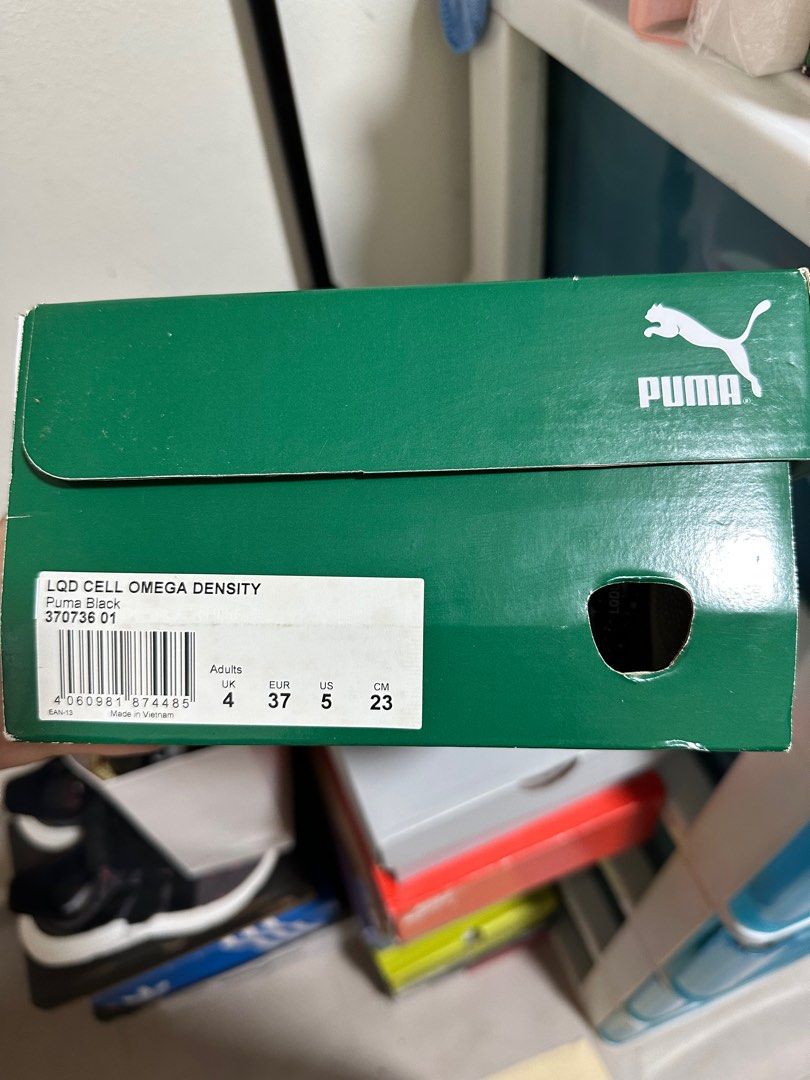 PUMA®
LQD CELL OMEGA DENSITY
Puma Black
370736 01
Adults
UK EUR US CM
4 37 5 23
4 060981 874485
EAN-13 Made in Vietnam